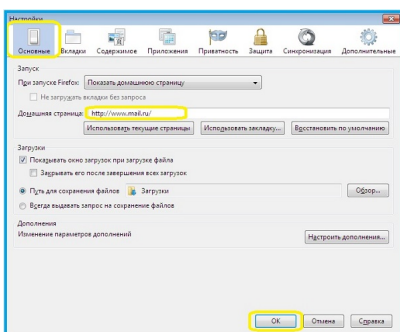 Настройки
Основные Вкладки Содержимое Приложения Приватность Защита Синхронизация Дополнительные
Запуск
При запуске Firefox: Показать домашнюю страницу
Не загружать вкладки без запроса
Домашняя страница: http://www.mail.ru/
Использовать текущие страницы Использовать закладку... Восстановить по умолчанию
Загрузки
Показывать окно загрузок при загрузке файла
Закрывать его после завершения всех загрузок
Путь для сохранения файлов Загрузки Обзор...
Всегда выдавать запрос на сохранение файлов
Дополнения
Изменение параметров дополнений Настроить дополнения...
ОК Отмена Справка